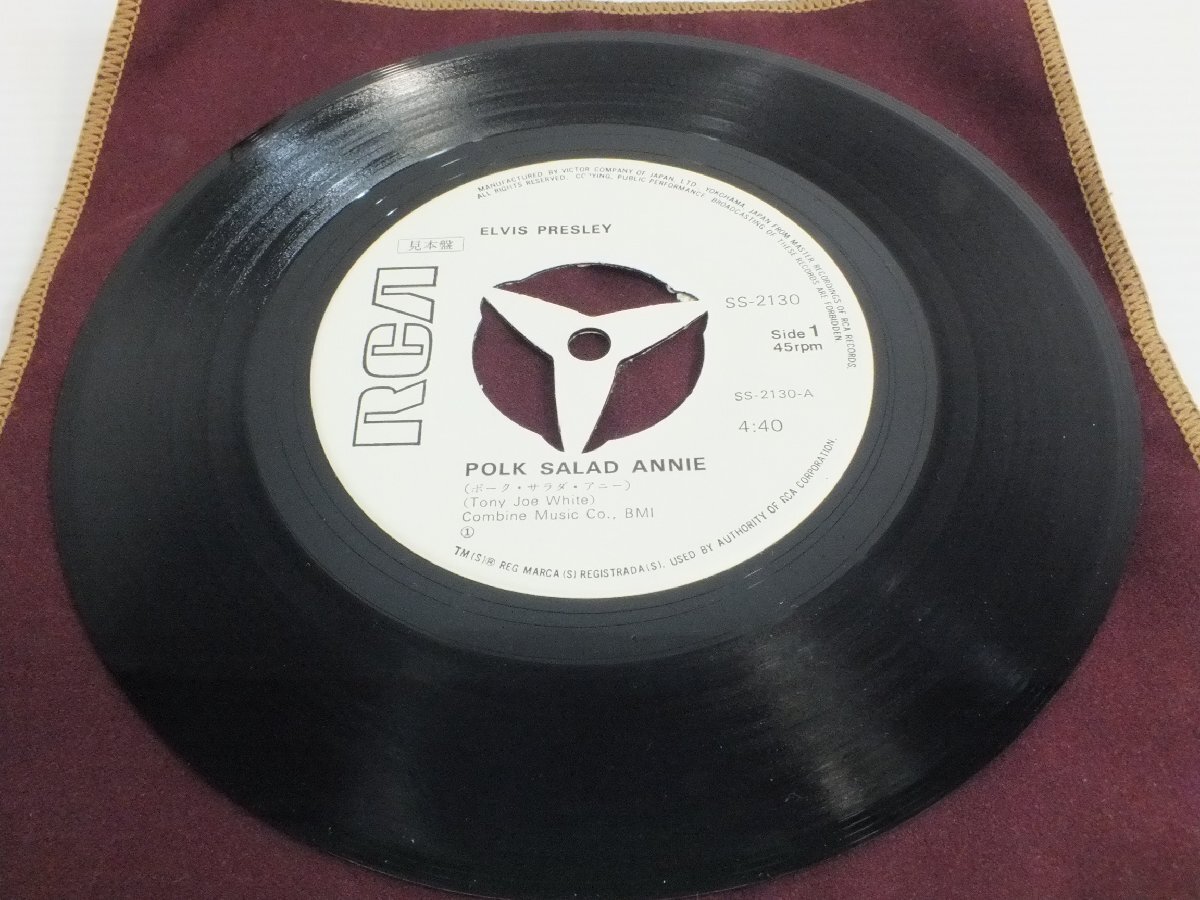 MANUFACTURED BY VICTOR COMPANY OF JAPAN, LTD. YOKOHAMA, JAPAN FROM MASTER RECORDINGS OF RCA RECORDS.
ALL RIGHTS RESERVED. COPYING, PUBLIC PERFORMANCE, BROADCASTING OF THESE RECORDS ARE FORBIDDEN.
ELVIS PRESLEY
見本盤
RCA
SS-2130
Side 1
45rpm
SS-2130-A
4:40
POLK SALAD ANNIE
(ポーク・サラダ・アニー)
(Tony Joe White)
Combine Music Co., BMI
①
TM(S)® REG MARCA (S) REGISTRADA(S). USED BY AUTHORITY OF RCA CORPORATION.